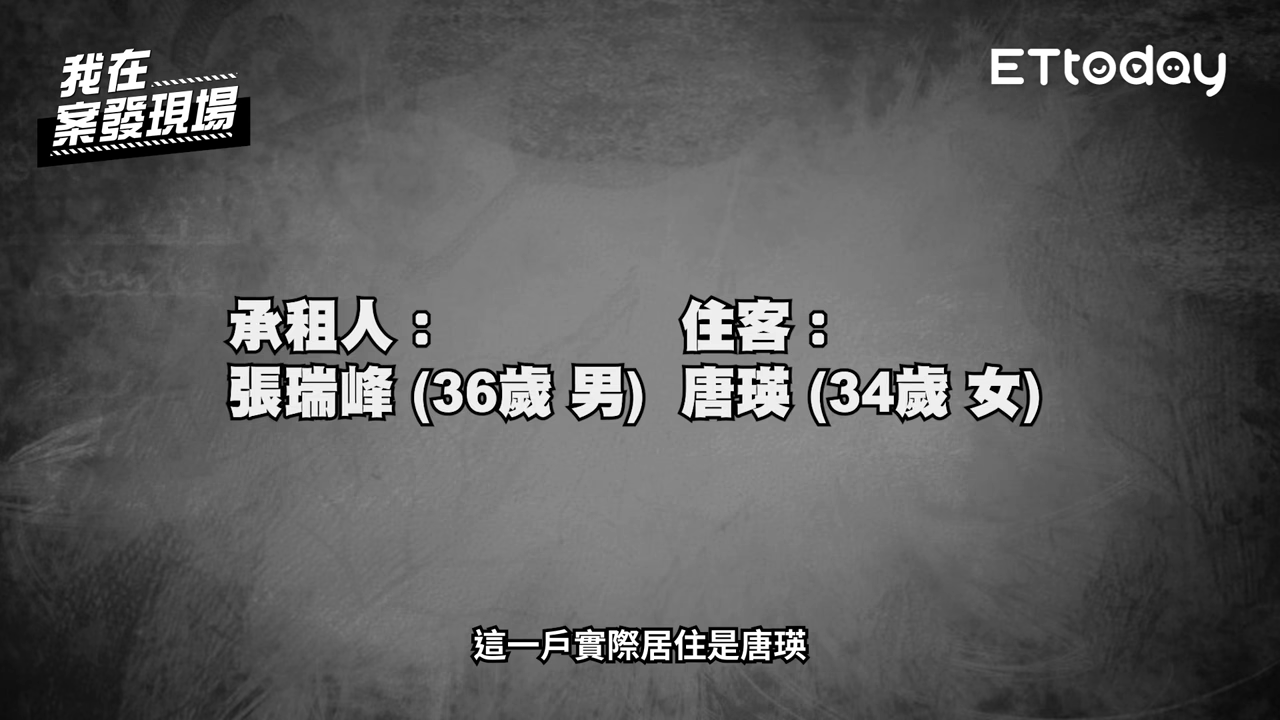 我在
案發現場
ETtoday
承租人：
張瑞峰 (36歲 男)
住客：
唐瑛 (34歲 女)
這一戶實際居住是唐瑛